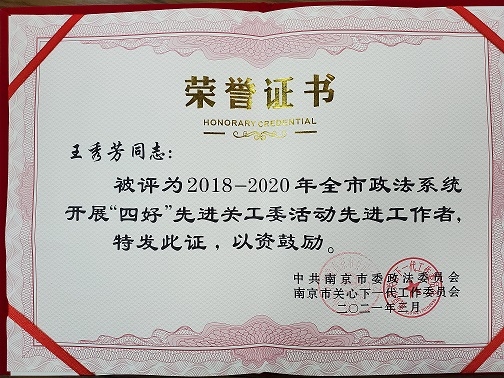 荣誉证书
HONORARY CREDENTIAL
王秀芳同志：
被评为2018-2020年全市政法系统
开展“四好”先进关工委活动先进工作者，
特发此证，以资鼓励。
中共南京市委政法委员会
南京市关心下一代工作委员会
二〇二一年三月